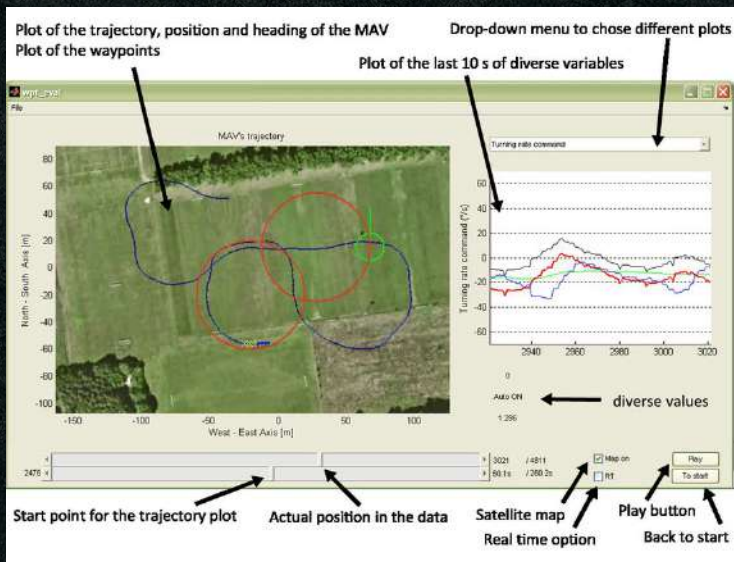 Plot of the trajectory, position and heading of the MAV
Plot of the waypoints
Drop-down menu to chose different plots
Plot of the last 10 s of diverse variables
wpt_eval
File
MAV's trajectory
Turning rate command
80
60
40
20
0
-20
-40
-60
-80
-100
North - South Axis [m]
-150
-100
-50
0
50
100
West - East Axis [m]
60
40
20
0
-20
-40
-60
Turning rate command (°/s)
2940
2960
2980
3000
3020
0
Auto ON
1.296
diverse values
2476
3021 / 4811
60.1s / 260.2s
Map on
RT
Play
To start
Start point for the trajectory plot
Actual position in the data
Satellite map
Real time option
Play button
Back to start